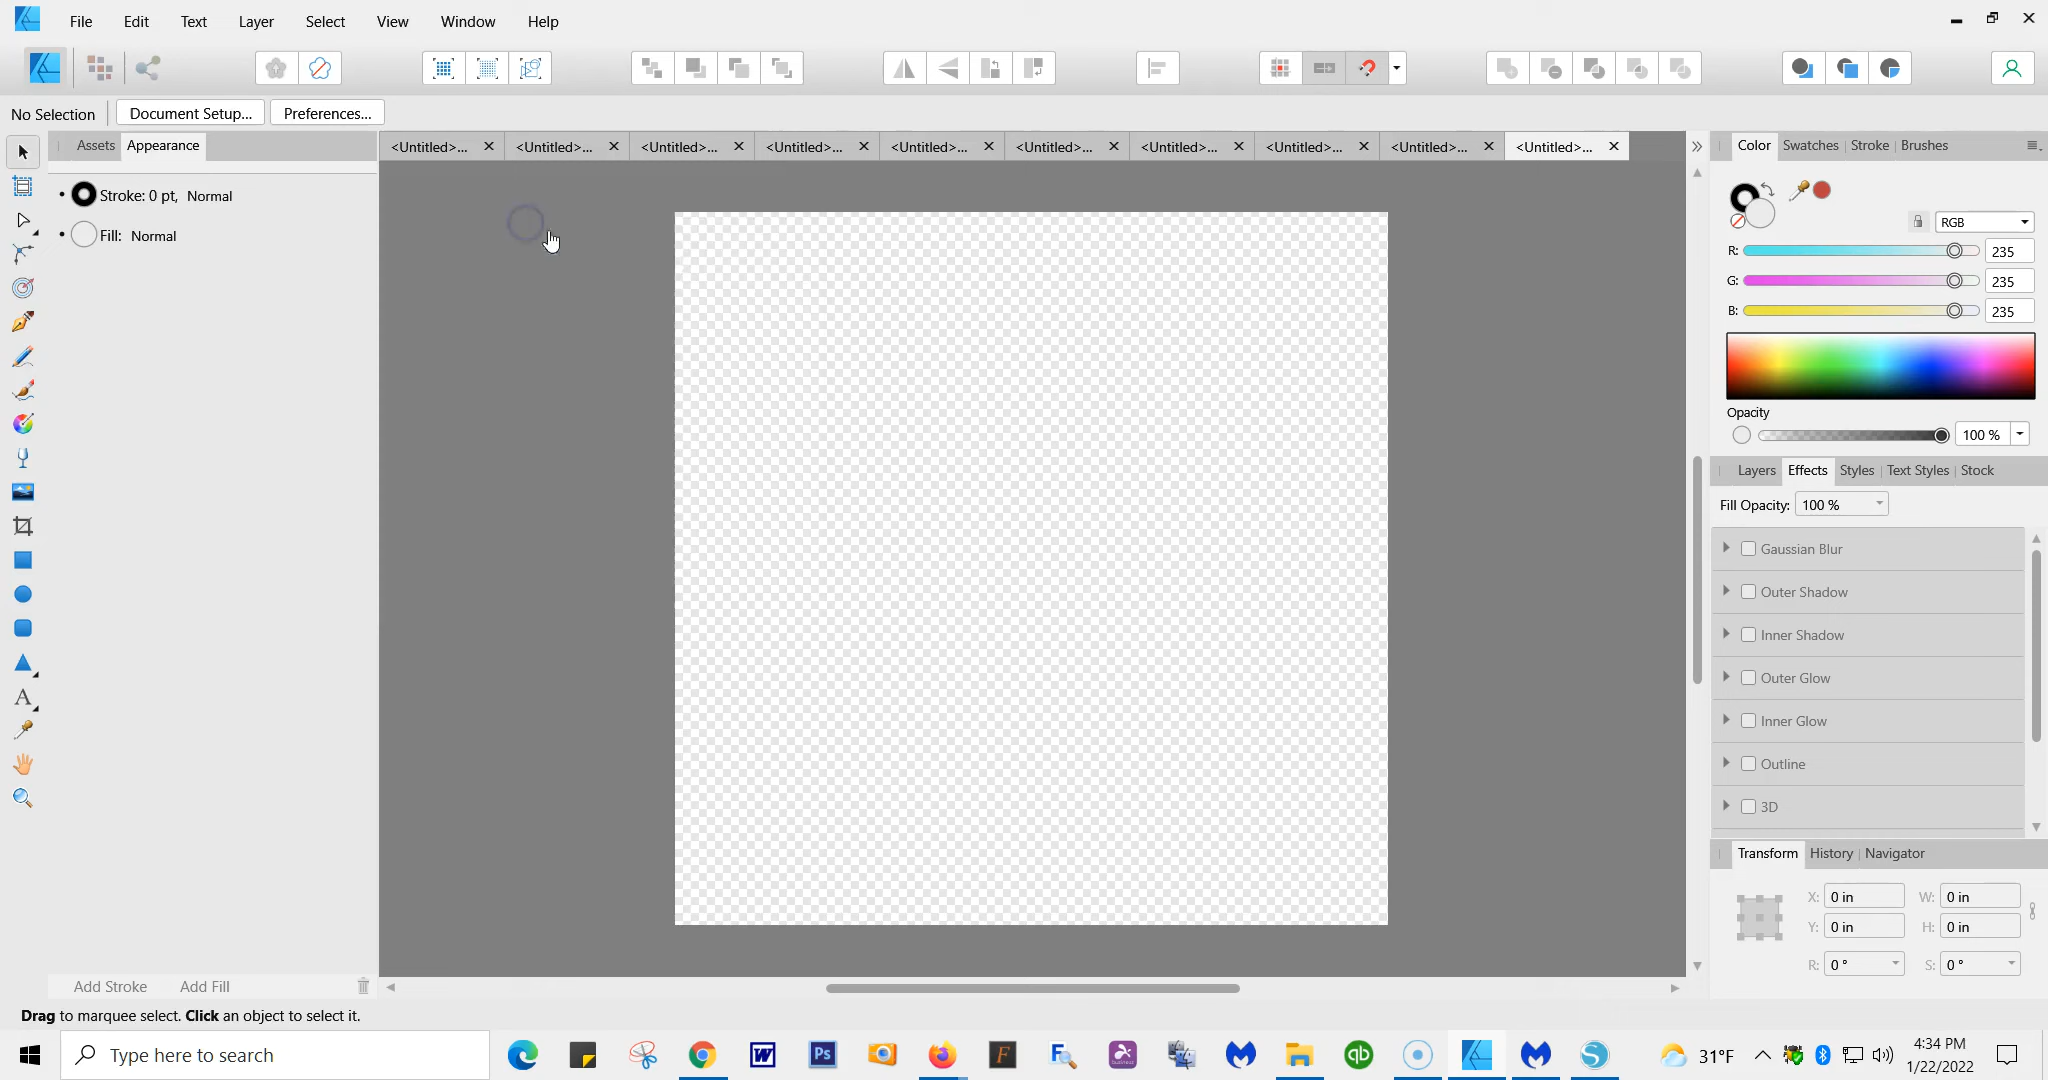 File Edit Text Layer Select View Window Help
No Selection Document Setup... Preferences...
Assets Appearance
<Untitled>... <Untitled>... <Untitled>... <Untitled>... <Untitled>... <Untitled>... <Untitled>... <Untitled>... <Untitled>... <Untitled>...
Color Swatches Stroke Brushes
Stroke: 0 pt, Normal
Fill: Normal
RGB
R: 235
G: 235
B: 235
Opacity
100 %
Layers Effects Styles Text Styles Stock
Fill Opacity: 100 %
Gaussian Blur
Outer Shadow
Inner Shadow
Outer Glow
Inner Glow
Outline
3D
Transform History Navigator
X: 0 in W: 0 in
Y: 0 in H: 0 in
R: 0 ° S: 0 °
A
Add Stroke Add Fill
Drag to marquee select. Click an object to select it.
Type here to search
W
Ps
F
qb
S
31°F
4:34 PM
1/22/2022